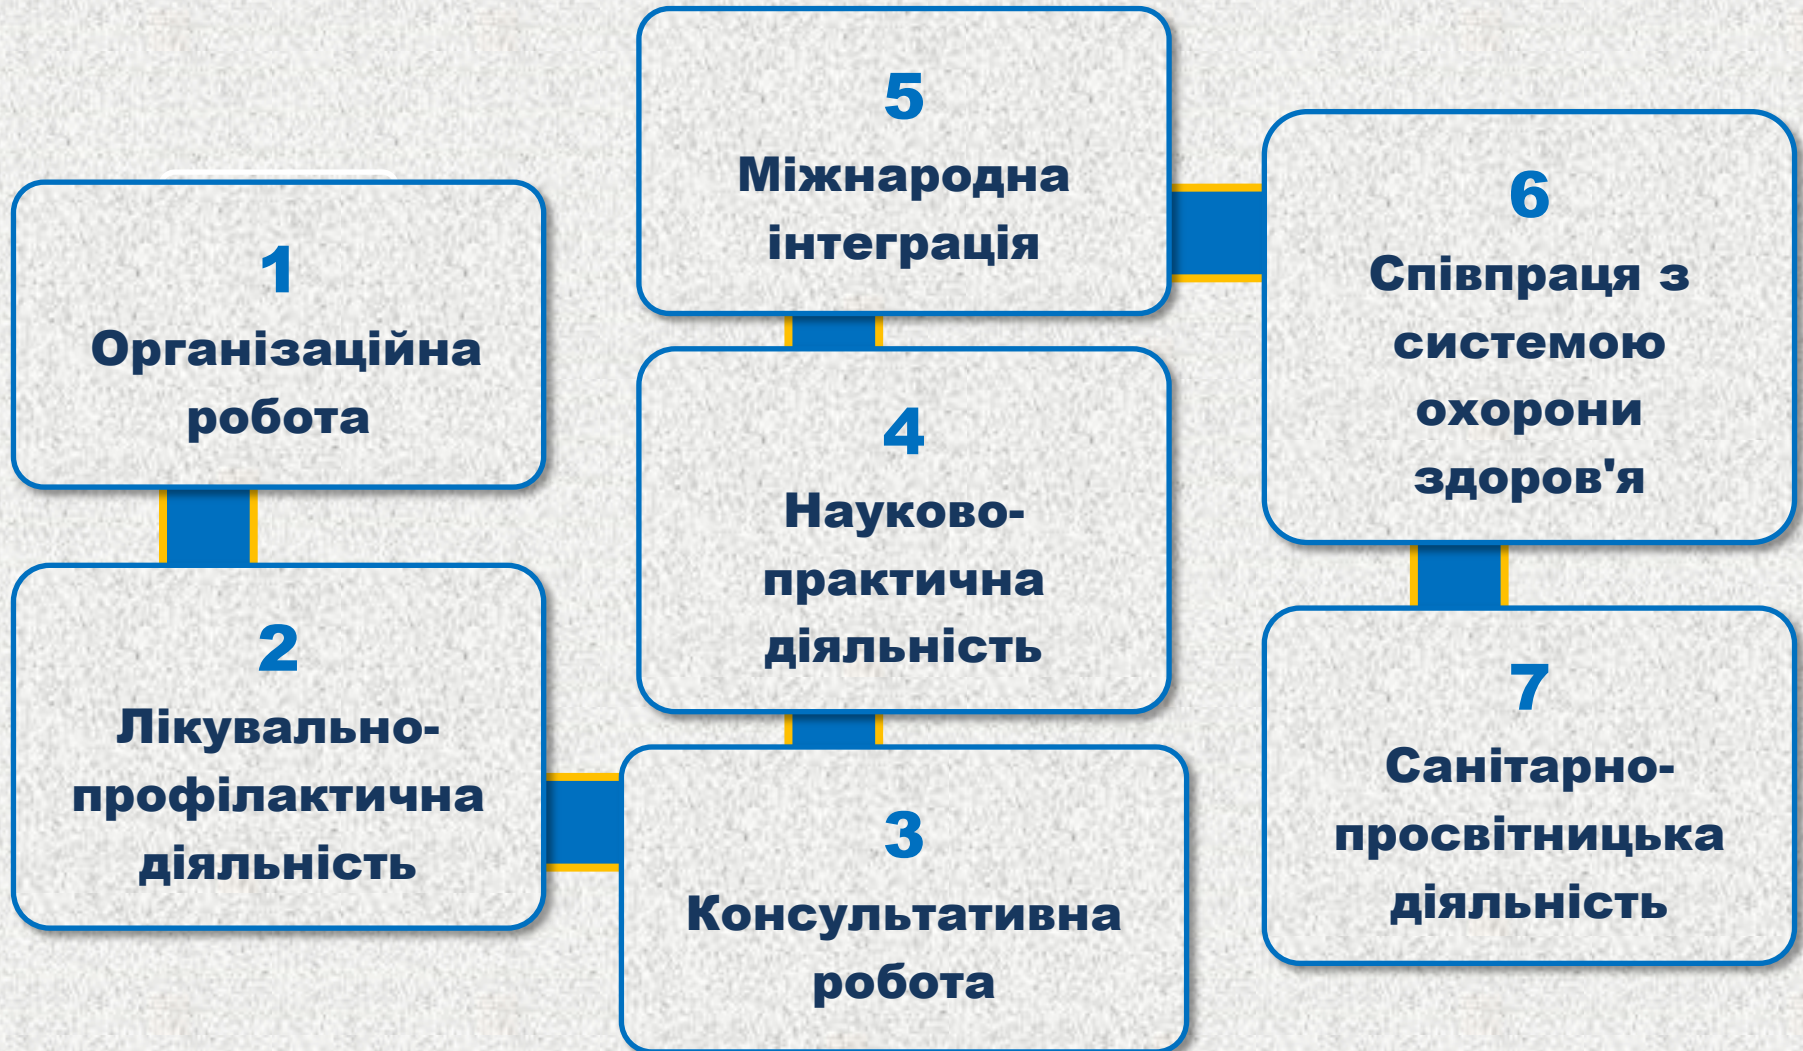 1
Організаційна
робота
2
Лікувально-
профілактична
діяльність
3
Консультативна
робота
4
Науково-
практична
діяльність
5
Міжнародна
інтеграція
6
Співпраця з
системою
охорони
здоров'я
7
Санітарно-
просвітницька
діяльність